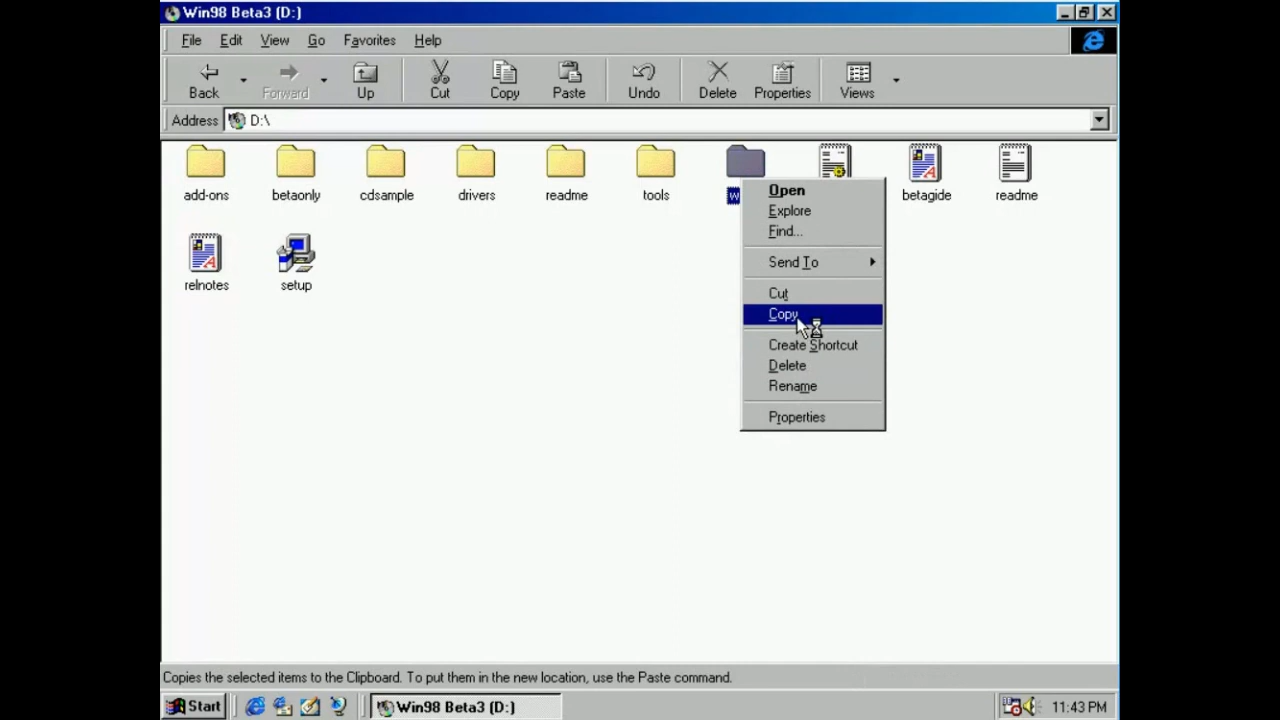 Win98 Beta3 (D:)
File Edit View Go Favorites Help
Back Forward Up Cut Copy Paste Undo Delete Properties Views
Address D:\
add-ons betaonly cdsample drivers readme tools w betagide readme
relnotes setup
Open
Explore
Find...
Send To
Cut
Copy
Create Shortcut
Delete
Rename
Properties
Copies the selected items to the Clipboard. To put them in the new location, use the Paste command.
Start Win98 Beta3 (D:) 11:43 PM